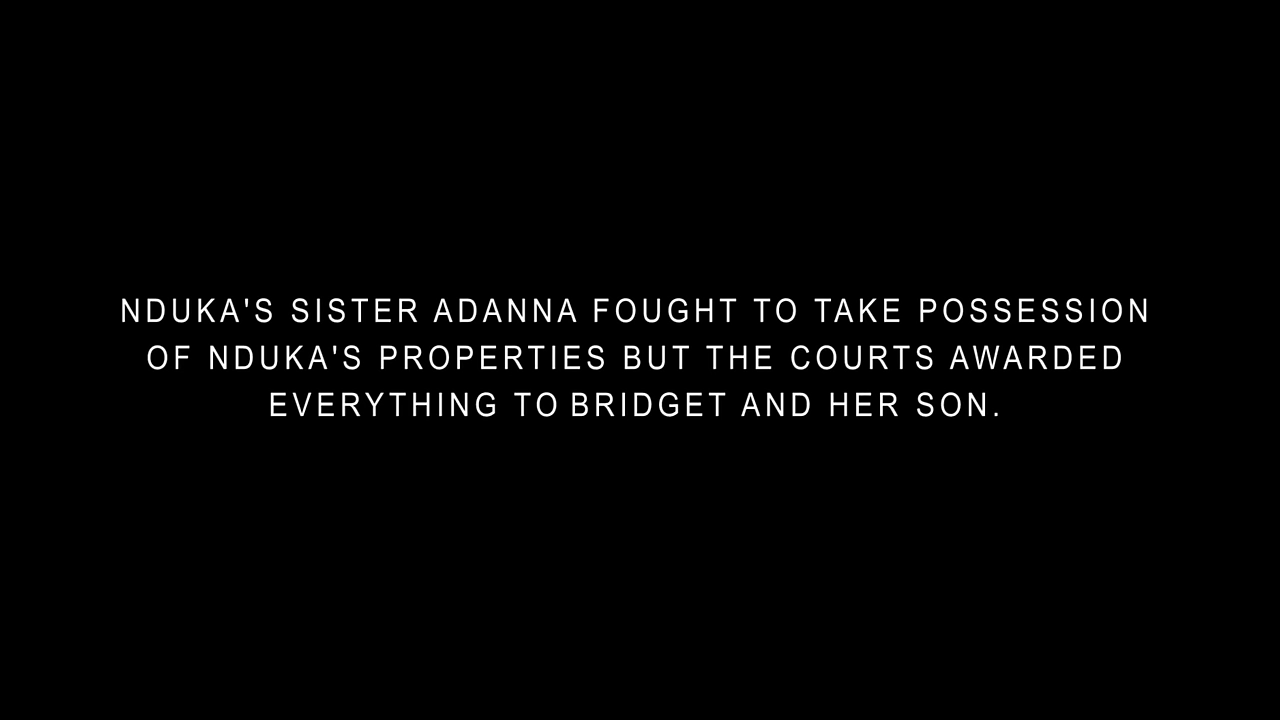 NDUKA'S SISTER ADANNA FOUGHT TO TAKE POSSESSION
OF NDUKA'S PROPERTIES BUT THE COURTS AWARDED
EVERYTHING TO BRIDGET AND HER SON.